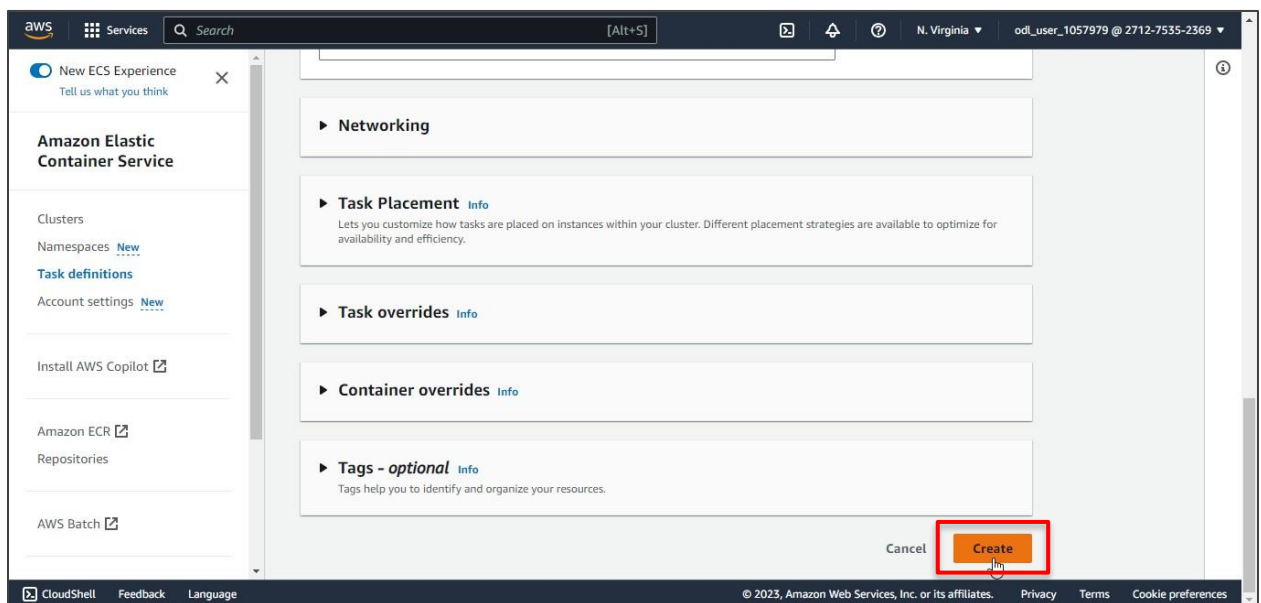 aws
Services
Search
[Alt+S]
N. Virginia ▼
odl_user_1057979 @ 2712-7535-2369 ▼
New ECS Experience
Tell us what you think
Amazon Elastic
Container Service
Clusters
Namespaces New
Task definitions
Account settings New
Install AWS Copilot
Amazon ECR
Repositories
AWS Batch
Networking
Task Placement Info
Lets you customize how tasks are placed on instances within your cluster. Different placement strategies are available to optimize for
availability and efficiency.
Task overrides Info
Container overrides Info
Tags - optional Info
Tags help you to identify and organize your resources.
Cancel
Create
CloudShell
Feedback
Language
© 2023, Amazon Web Services, Inc. or its affiliates.
Privacy
Terms
Cookie preferences